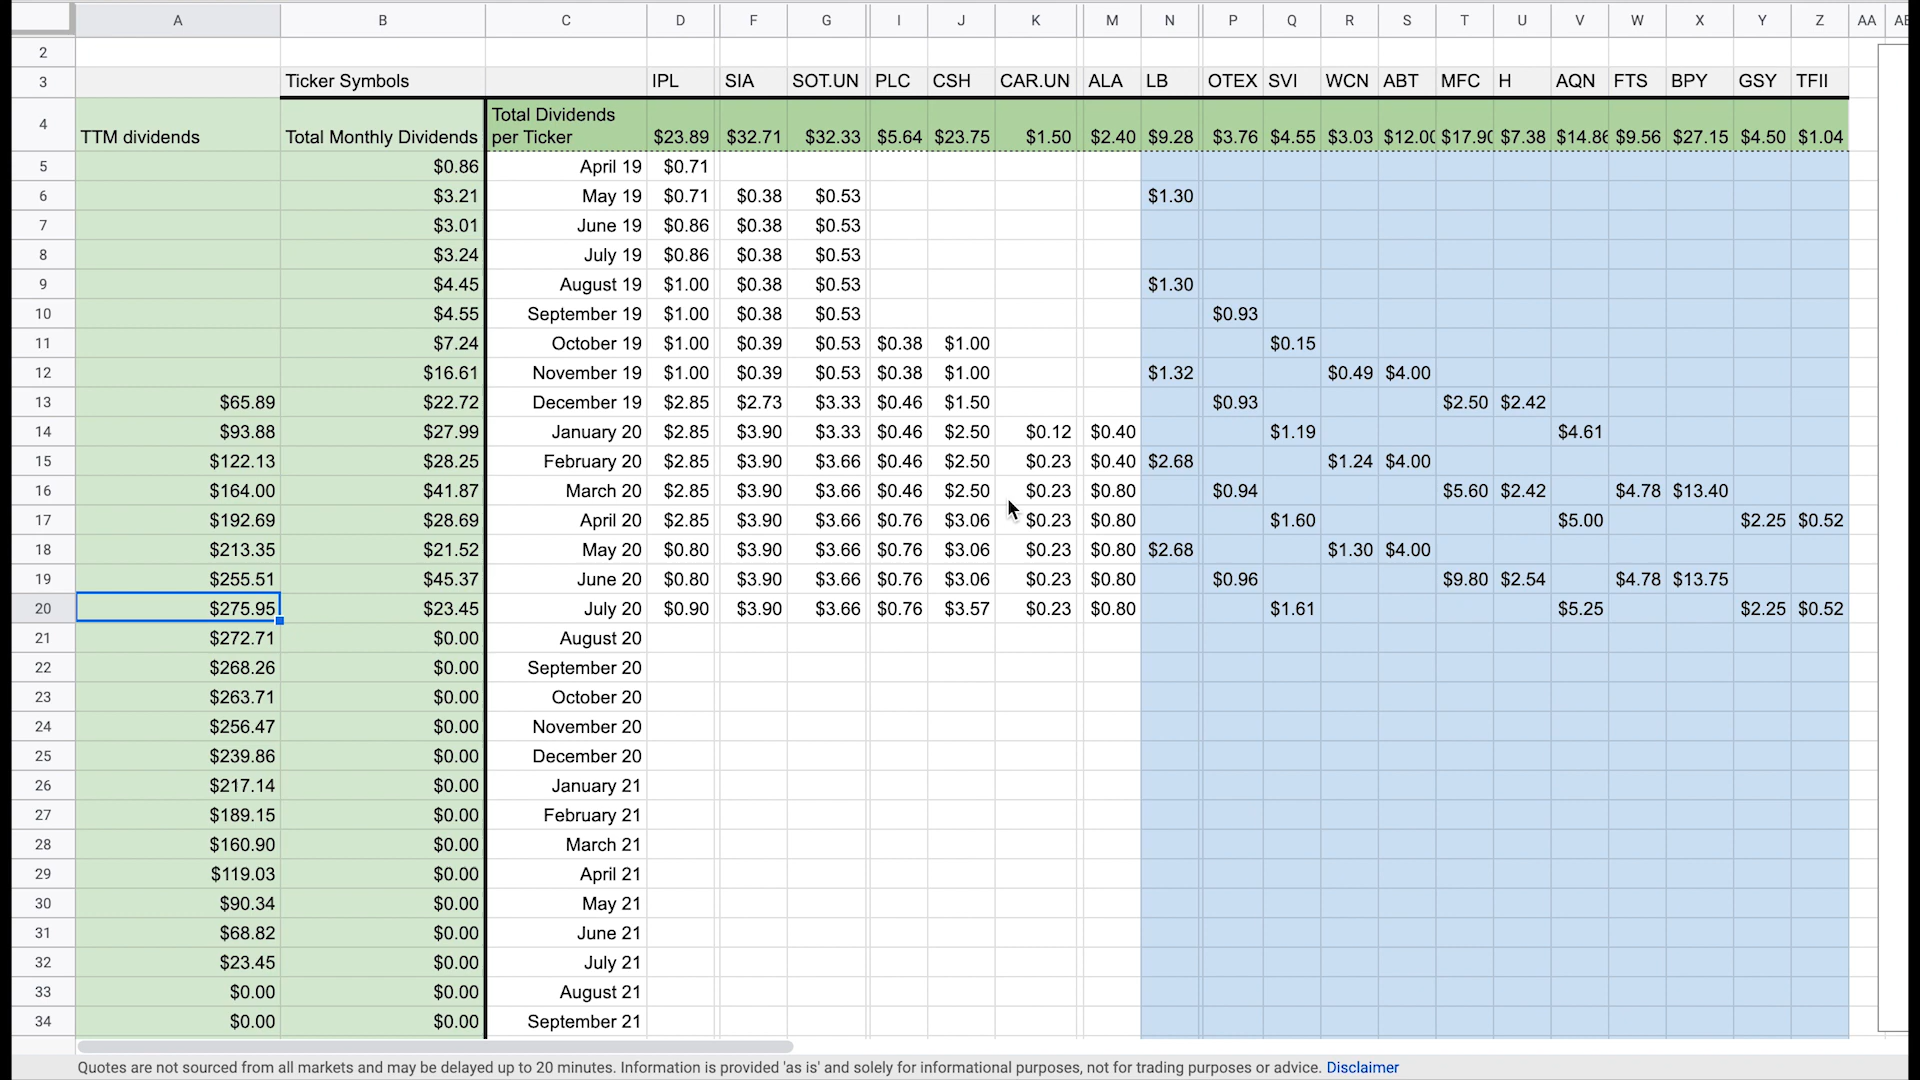 A B C D F G I J K M N P Q R S T U V W X Y Z AA
2
3 Ticker Symbols IPL SIA SOT.UN PLC CSH CAR.UN ALA LB OTEX SVI WCN ABT MFC H AQN FTS BPY GSY TFII
Total Dividends
4 TTM dividends Total Monthly Dividends per Ticker $23.89 $32.71 $32.33 $5.64 $23.75 $1.50 $2.40 $9.28 $3.76 $4.55 $3.03 $12.00 $17.90 $7.38 $14.86 $9.56 $27.15 $4.50 $1.04
5 $0.86 April 19 $0.71
6 $3.21 May 19 $0.71 $0.38 $0.53 $1.30
7 $3.01 June 19 $0.86 $0.38 $0.53
8 $3.24 July 19 $0.86 $0.38 $0.53
9 $4.45 August 19 $1.00 $0.38 $0.53 $1.30
10 $4.55 September 19 $1.00 $0.38 $0.53 $0.93
11 $7.24 October 19 $1.00 $0.39 $0.53 $0.38 $1.00 $0.15
12 $16.61 November 19 $1.00 $0.39 $0.53 $0.38 $1.00 $1.32 $0.49 $4.00
13 $65.89 $22.72 December 19 $2.85 $2.73 $3.33 $0.46 $1.50 $0.93 $2.50 $2.42
14 $93.88 $27.99 January 20 $2.85 $3.90 $3.33 $0.46 $2.50 $0.12 $0.40 $1.19 $4.61
15 $122.13 $28.25 February 20 $2.85 $3.90 $3.66 $0.46 $2.50 $0.23 $0.40 $2.68 $1.24 $4.00
16 $164.00 $41.87 March 20 $2.85 $3.90 $3.66 $0.46 $2.50 $0.23 $0.80 $0.94 $5.60 $2.42 $4.78 $13.40
17 $192.69 $28.69 April 20 $2.85 $3.90 $3.66 $0.76 $3.06 $0.23 $0.80 $1.60 $5.00 $2.25 $0.52
18 $213.35 $21.52 May 20 $0.80 $3.90 $3.66 $0.76 $3.06 $0.23 $0.80 $2.68 $1.30 $4.00
19 $255.51 $45.37 June 20 $0.80 $3.90 $3.66 $0.76 $3.06 $0.23 $0.80 $0.96 $9.80 $2.54 $4.78 $13.75
20 $275.95 $23.45 July 20 $0.90 $3.90 $3.66 $0.76 $3.57 $0.23 $0.80 $1.61 $5.25 $2.25 $0.52
21 $272.71 $0.00 August 20
22 $268.26 $0.00 September 20
23 $263.71 $0.00 October 20
24 $256.47 $0.00 November 20
25 $239.86 $0.00 December 20
26 $217.14 $0.00 January 21
27 $189.15 $0.00 February 21
28 $160.90 $0.00 March 21
29 $119.03 $0.00 April 21
30 $90.34 $0.00 May 21
31 $68.82 $0.00 June 21
32 $23.45 $0.00 July 21
33 $0.00 $0.00 August 21
34 $0.00 $0.00 September 21
Quotes are not sourced from all markets and may be delayed up to 20 minutes. Information is provided 'as is' and solely for informational purposes, not for trading purposes or advice. Disclaimer